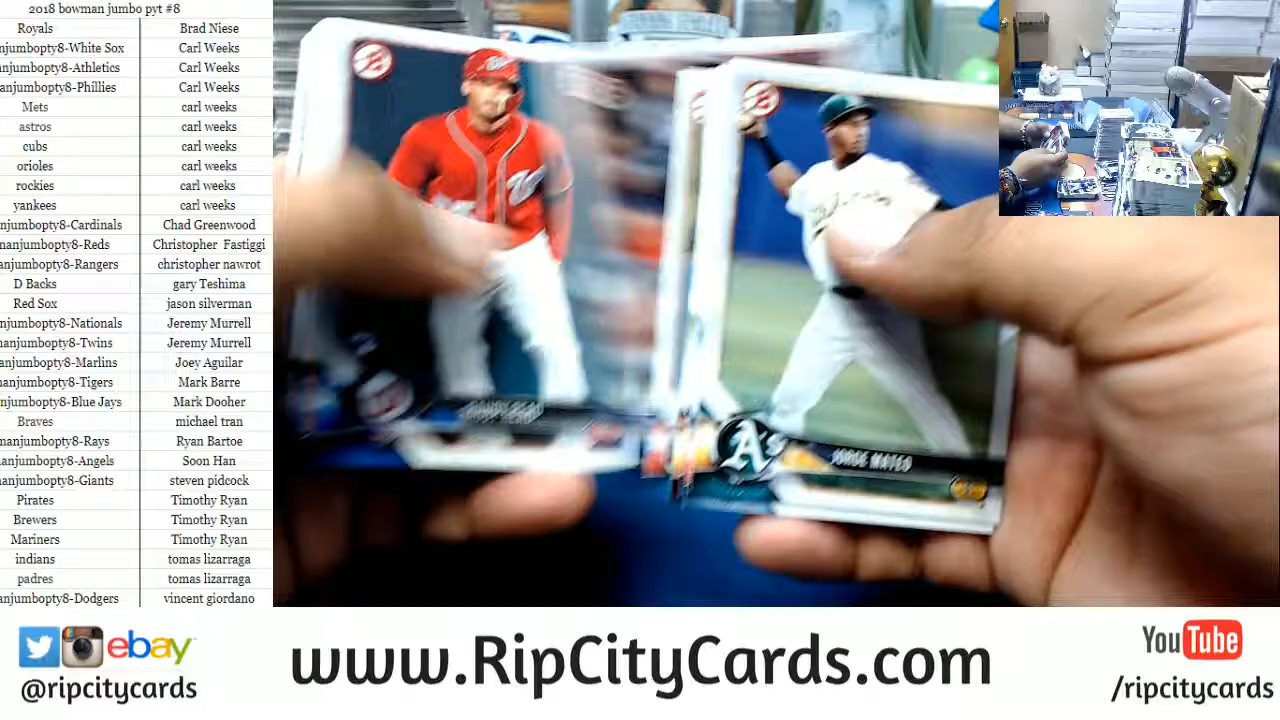 2018 bowman jumbo pyt #8
Royals Brad Niese
anjumbopty8-White Sox Carl Weeks
anjumbopty8-Athletics Carl Weeks
anjumbopty8-Phillies Carl Weeks
Mets carl weeks
astros carl weeks
cubs carl weeks
orioles carl weeks
rockies carl weeks
yankees carl weeks
anjumbopty8-Cardinals Chad Greenwood
manjumbopty8-Reds Christopher Fastiggi
anjumbopty8-Rangers christopher nawrot
D Backs gary Teshima
Red Sox jason silverman
njumbopty8-Nationals Jeremy Murrell
njumbopty8-Twins Jeremy Murrell
njumbopty8-Marlins Joey Aguilar
manjumbopty8-Tigers Mark Barre
anjumbopty8-Blue Jays Mark Dooher
Braves michael tran
manjumbopty8-Rays Ryan Bartoe
anjumbopty8-Angels Soon Han
manjumbopty8-Giants steven pidcock
Pirates Timothy Ryan
Brewers Timothy Ryan
Mariners Timothy Ryan
indians tomas lizarraga
padres tomas lizarraga
anjumbopty8-Dodgers vincent giordano
A's
JORGE MATEO
ebay
@ripcitycards
www.RipCityCards.com
YouTube
/ripcitycards